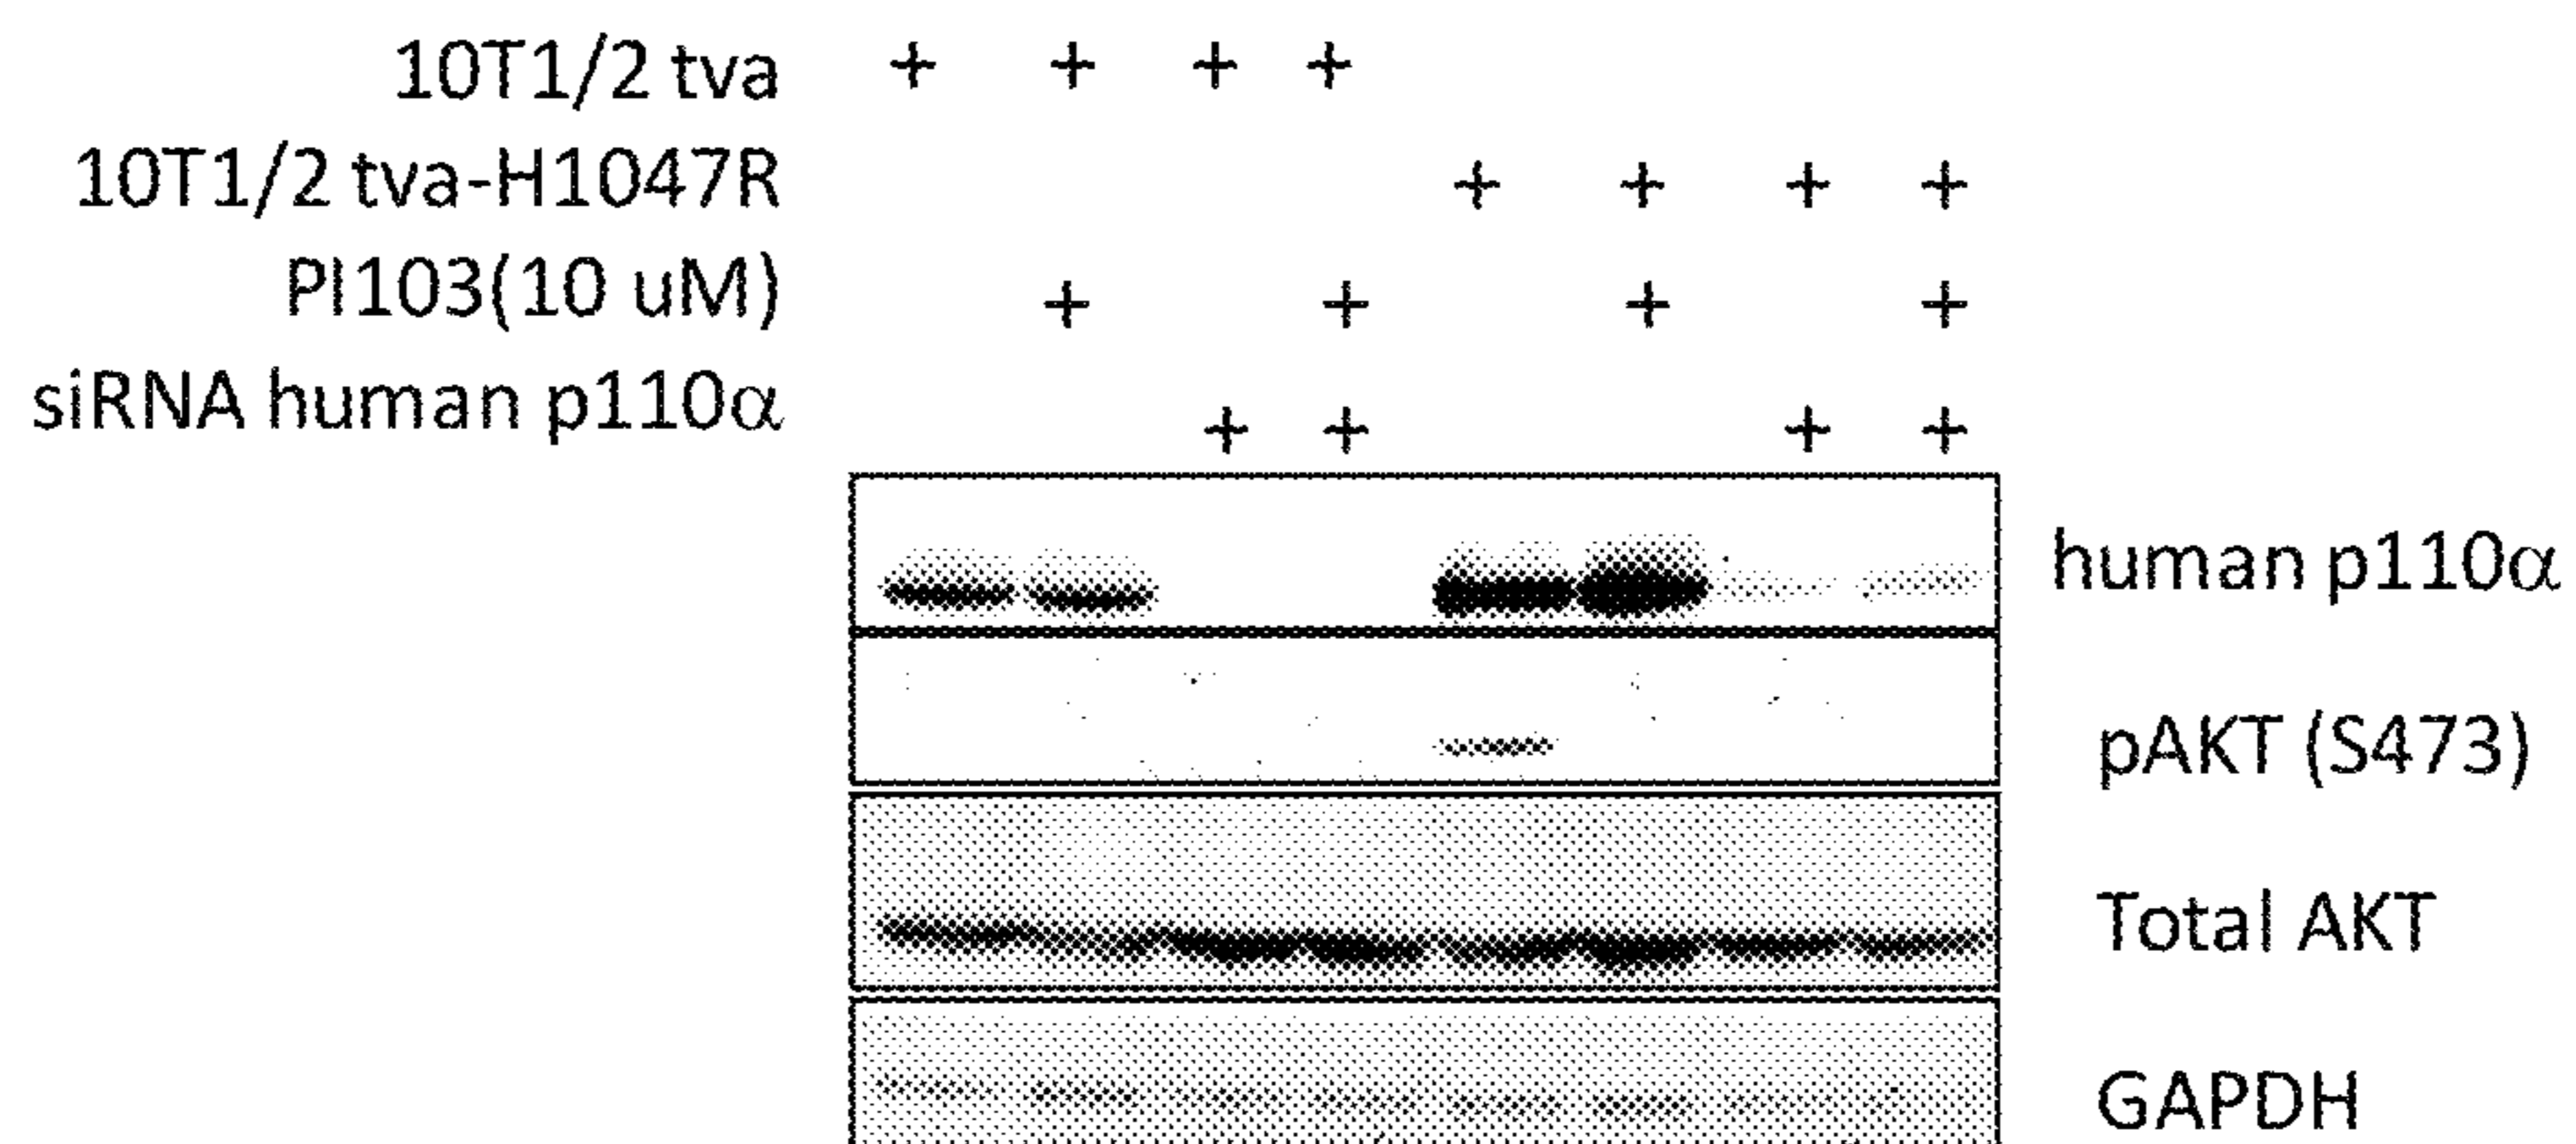 10T1/2 tva + + + +
10T1/2 tva-H1047R + + + +
PI103(10 uM) + + + +
siRNA human p110α + + + +
human p110α
pAKT (S473)
Total AKT
GAPDH